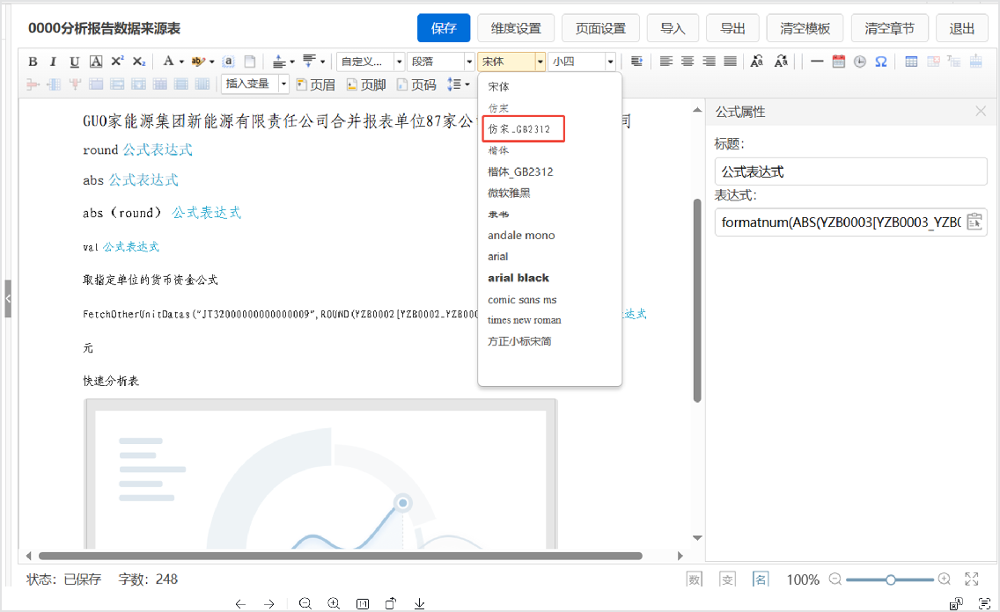 0000分析报告数据来源表
保存 维度设置 页面设置 导入 导出 清空模板 清空章节 退出
B I U A X² X₂ A ab a 自定义... 段落 宋体 小四 Aa Aa Ω
插入变量 页眉 页脚 页码
GUO家能源集团新能源有限责任公司合并报表单位87家公 司
round 公式表达式
abs 公式表达式
abs（round） 公式表达式
val 公式表达式
取指定单位的货币资金公式
FetchOtherUnitDatas("JT32000000000000009",ROUND(YZB0002[YZB0002_YZB000 达式
元
快速分析表
宋体
仿宋
仿宋_GB2312
楷体
楷体_GB2312
微软雅黑
隶书
andale mono
arial
arial black
comic sans ms
times new roman
方正小标宋简
公式属性
标题:
公式表达式
表达式:
formatnum(ABS(YZB0003[YZB0003_YZB(
状态: 已保存 字数: 248
数 变 名 100%
1:1